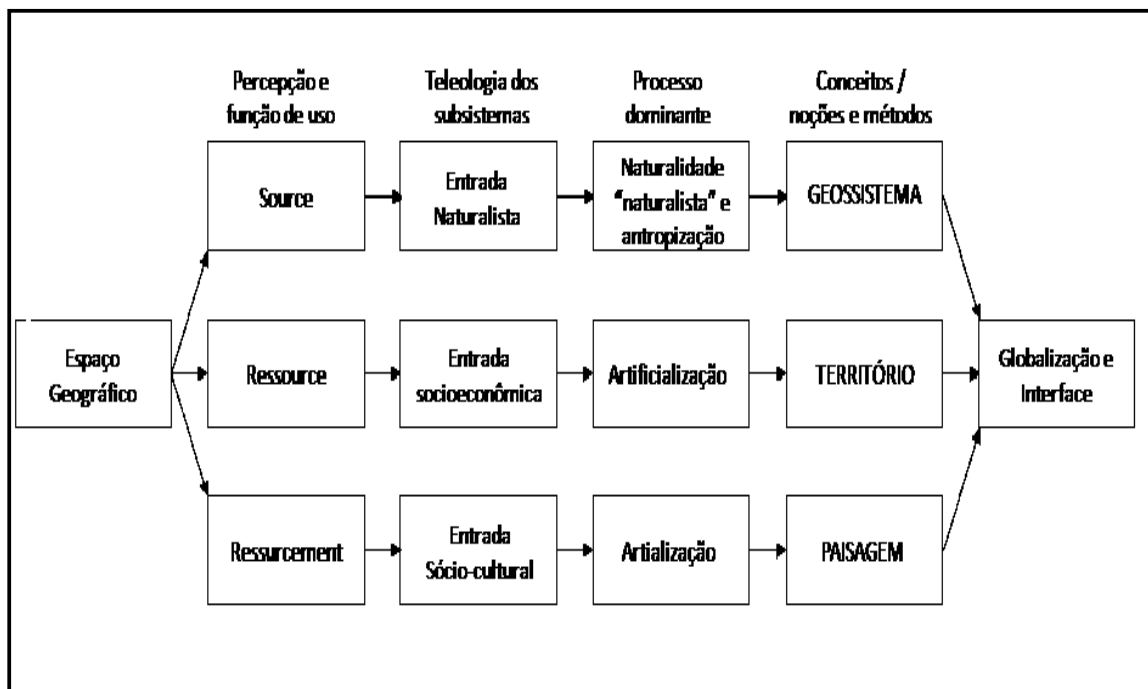 Percepção e
função de uso
Teleologia dos
subsistemas
Processo
dominante
Conceitos /
noções e métodos
Source
Entrada
Naturalista
Naturalidade
“naturalista” e
antropização
GEOSSISTEMA
Espaço
Geográfico
Ressource
Entrada
socioeconômica
Artificialização
TERRITÓRIO
Globalização e
Interface
Ressurcement
Entrada
Sócio-cultural
Artialização
PAISAGEM